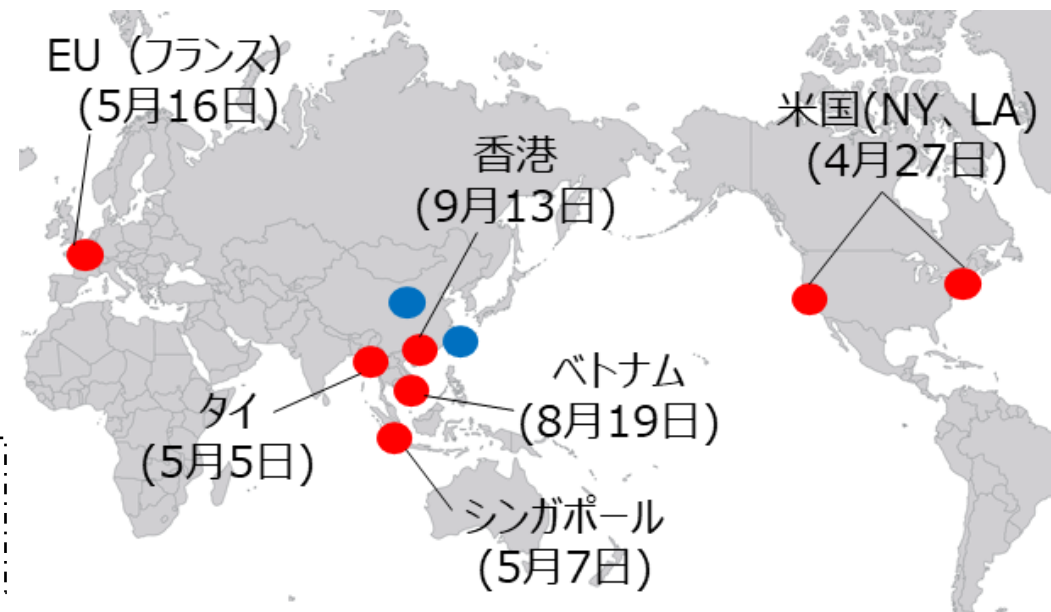 EU（フランス）
(5月16日)
米国(NY、LA)
(4月27日)
香港
(9月13日)
タイ
(5月5日)
ベトナム
(8月19日)
シンガポール
(5月7日)